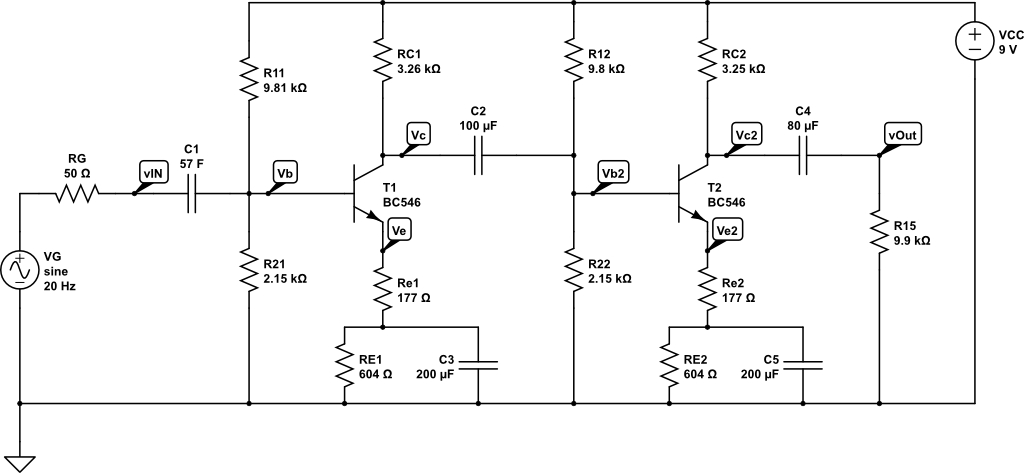 VCC
9 V
R11
9.81 kΩ
RC1
3.26 kΩ
R12
9.8 kΩ
RC2
3.25 kΩ
C2
100 µF
C4
80 µF
Vc
Vc2
vOut
C1
57 F
RG
50 Ω
vIN
Vb
Vb2
T1
BC546
T2
BC546
Ve
Ve2
R15
9.9 kΩ
VG
sine
20 Hz
R21
2.15 kΩ
Re1
177 Ω
R22
2.15 kΩ
Re2
177 Ω
RE1
604 Ω
C3
200 µF
RE2
604 Ω
C5
200 µF